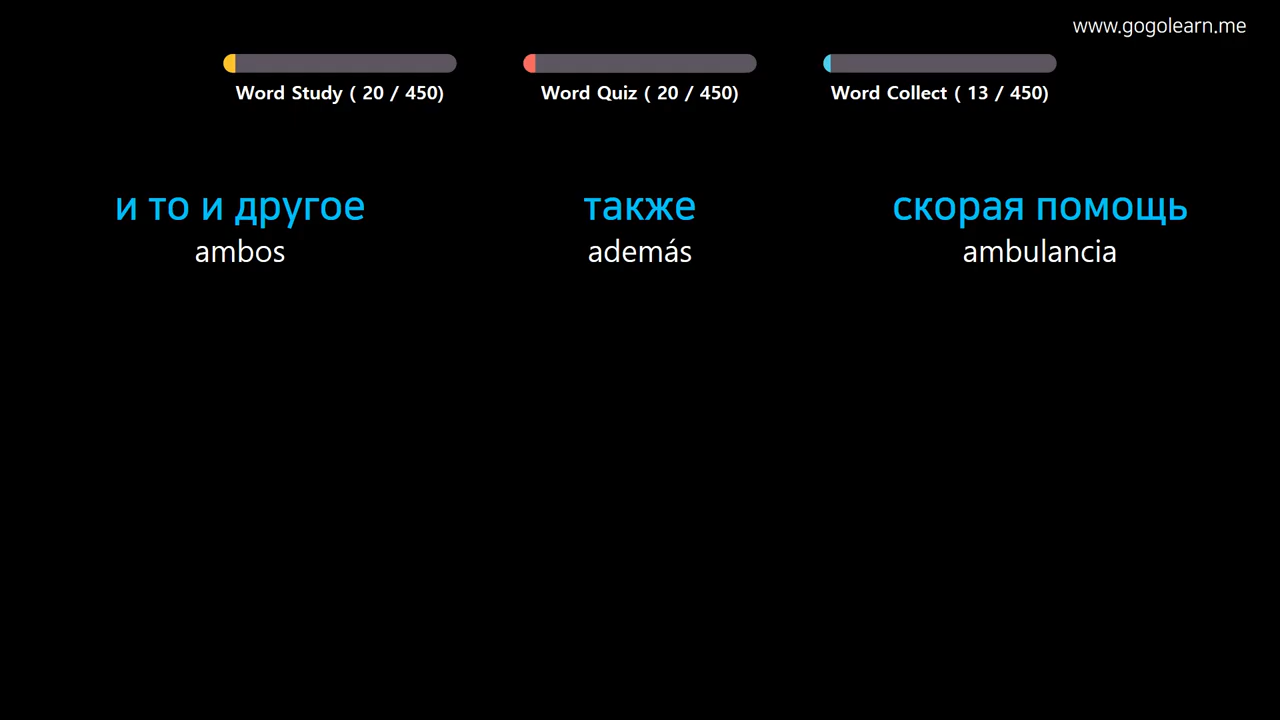 www.gogolearn.me
Word Study ( 20 / 450)
Word Quiz ( 20 / 450)
Word Collect ( 13 / 450)
и то и другое
ambos
также
además
скорая помощь
ambulancia